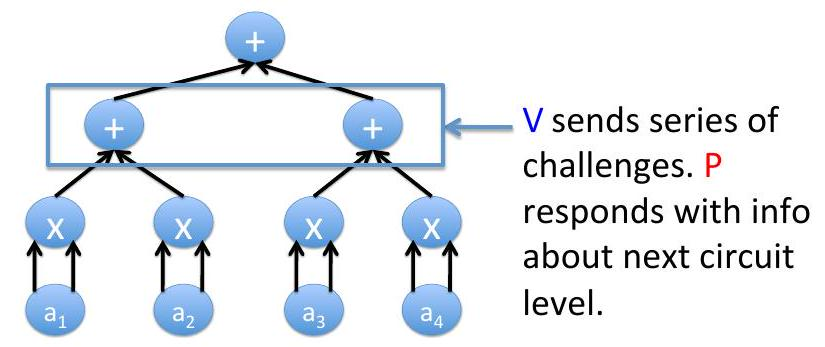 +
+ +
V sends series of
challenges. P
responds with info
about next circuit
level.
x x x x
a1 a2 a3 a4